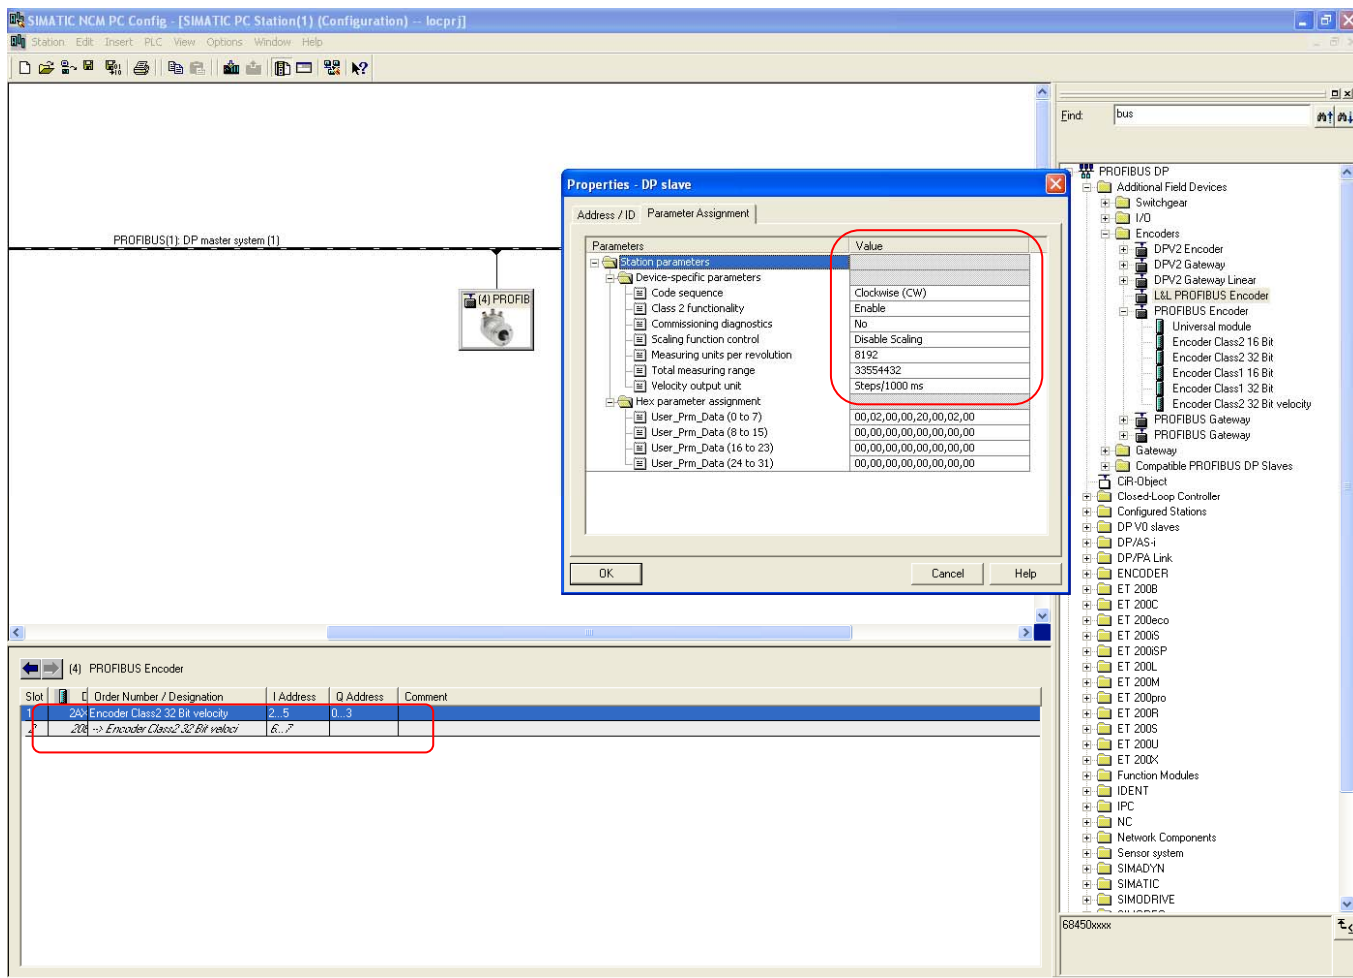 SIMATIC NCM PC Config - [SIMATIC PC Station(1) (Configuration) -- locprj]
Station Edit Insert PLC View Options Window Help
PROFIBUS(1): DP master system (1)
(4) PROFIB
Properties - DP slave
Address / ID Parameter Assignment
Parameters Value
Station parameters
Device-specific parameters
Code sequence Clockwise (CW)
Class 2 functionality Enable
Commissioning diagnostics No
Scaling function control Disable Scaling
Measuring units per revolution 8192
Total measuring range 33554432
Velocity output unit Steps/1000 ms
Hex parameter assignment
User_Prm_Data (0 to 7) 00,02,00,00,20,00,02,00
User_Prm_Data (8 to 15) 00,00,00,00,00,00,00,00
User_Prm_Data (16 to 23) 00,00,00,00,00,00,00,00
User_Prm_Data (24 to 31) 00,00,00,00,00,00,00,00
OK Cancel Help
Find: bus
PROFIBUS DP
Additional Field Devices
Switchgear
I/O
Encoders
DPV2 Encoder
DPV2 Gateway
DPV2 Gateway Linear
L&L PROFIBUS Encoder
PROFIBUS Encoder
Universal module
Encoder Class2 16 Bit
Encoder Class2 32 Bit
Encoder Class1 16 Bit
Encoder Class1 32 Bit
Encoder Class2 32 Bit velocity
PROFIBUS Gateway
PROFIBUS Gateway
Gateway
Compatible PROFIBUS DP Slaves
CiR-Object
Closed-Loop Controller
Configured Stations
DP V0 slaves
DP/AS-i
DP/PA Link
ENCODER
ET 200B
ET 200C
ET 200eco
ET 200iS
ET 200iSP
ET 200L
ET 200M
ET 200pro
ET 200R
ET 200S
ET 200U
ET 200X
Function Modules
IDENT
IPC
NC
Network Components
Sensor system
SIMADYN
SIMATIC
SIMODRIVE
68450xxxx
(4) PROFIBUS Encoder
Slot D Order Number / Designation I Address Q Address Comment
1 2AX Encoder Class2 32 Bit velocity 2...5 0...3
2 208 --> Encoder Class2 32 Bit veloci 6...7